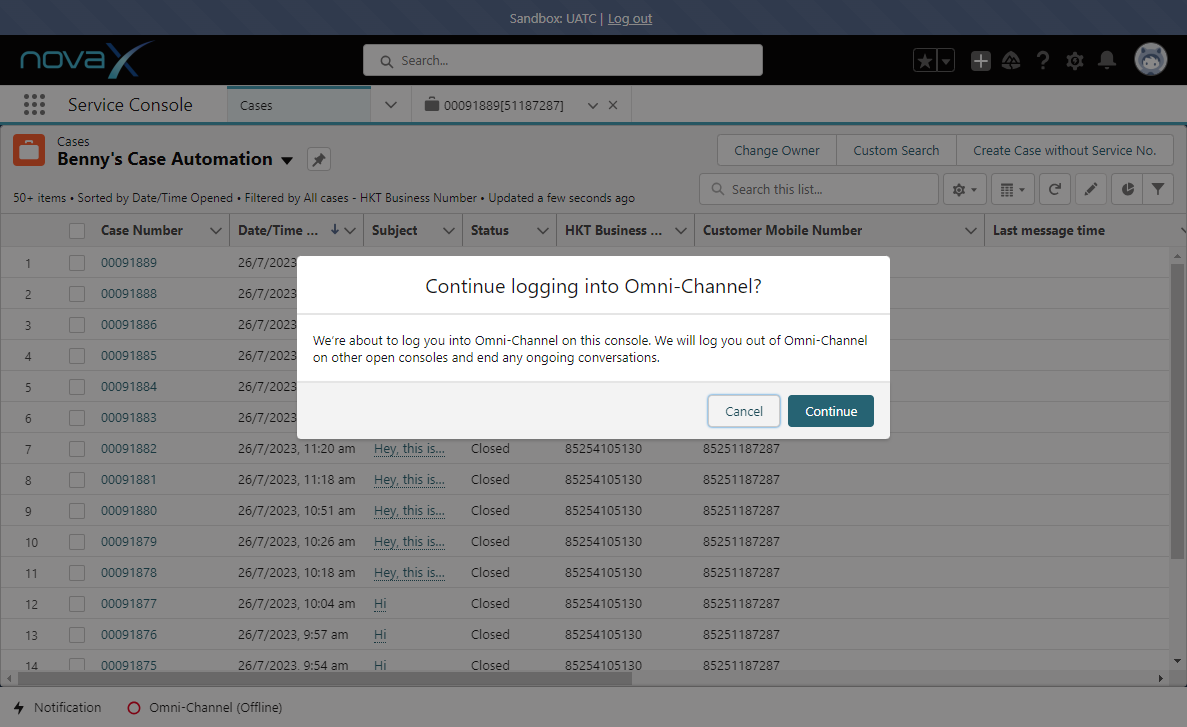 Sandbox: UATC | Log out
novaX
Search...
Service Console
Cases
00091889[51187287]
Cases
Benny's Case Automation
Change Owner
Custom Search
Create Case without Service No.
50+ items • Sorted by Date/Time Opened • Filtered by All cases - HKT Business Number • Updated a few seconds ago
Search this list...
Case Number Date/Time ... Subject Status HKT Business ... Customer Mobile Number Last message time
1 00091889 26/7/2023
2 00091888 26/7/2023
3 00091886 26/7/2023
4 00091885 26/7/2023
5 00091884 26/7/2023
6 00091883 26/7/2023
Continue logging into Omni-Channel?
We’re about to log you into Omni-Channel on this console. We will log you out of Omni-Channel
on other open consoles and end any ongoing conversations.
Cancel
Continue
7 00091882 26/7/2023, 11:20 am Hey, this is... Closed 85254105130 85251187287
8 00091881 26/7/2023, 11:18 am Hey, this is... Closed 85254105130 85251187287
9 00091880 26/7/2023, 10:51 am Hey, this is... Closed 85254105130 85251187287
10 00091879 26/7/2023, 10:26 am Hey, this is... Closed 85254105130 85251187287
11 00091878 26/7/2023, 10:18 am Hey, this is... Closed 85254105130 85251187287
12 00091877 26/7/2023, 10:04 am Hi Closed 85254105130 85251187287
13 00091876 26/7/2023, 9:57 am Hi Closed 85254105130 85251187287
14 00091875 26/7/2023, 9:54 am Hi Closed 85254105130 85251187287
Notification
Omni-Channel (Offline)